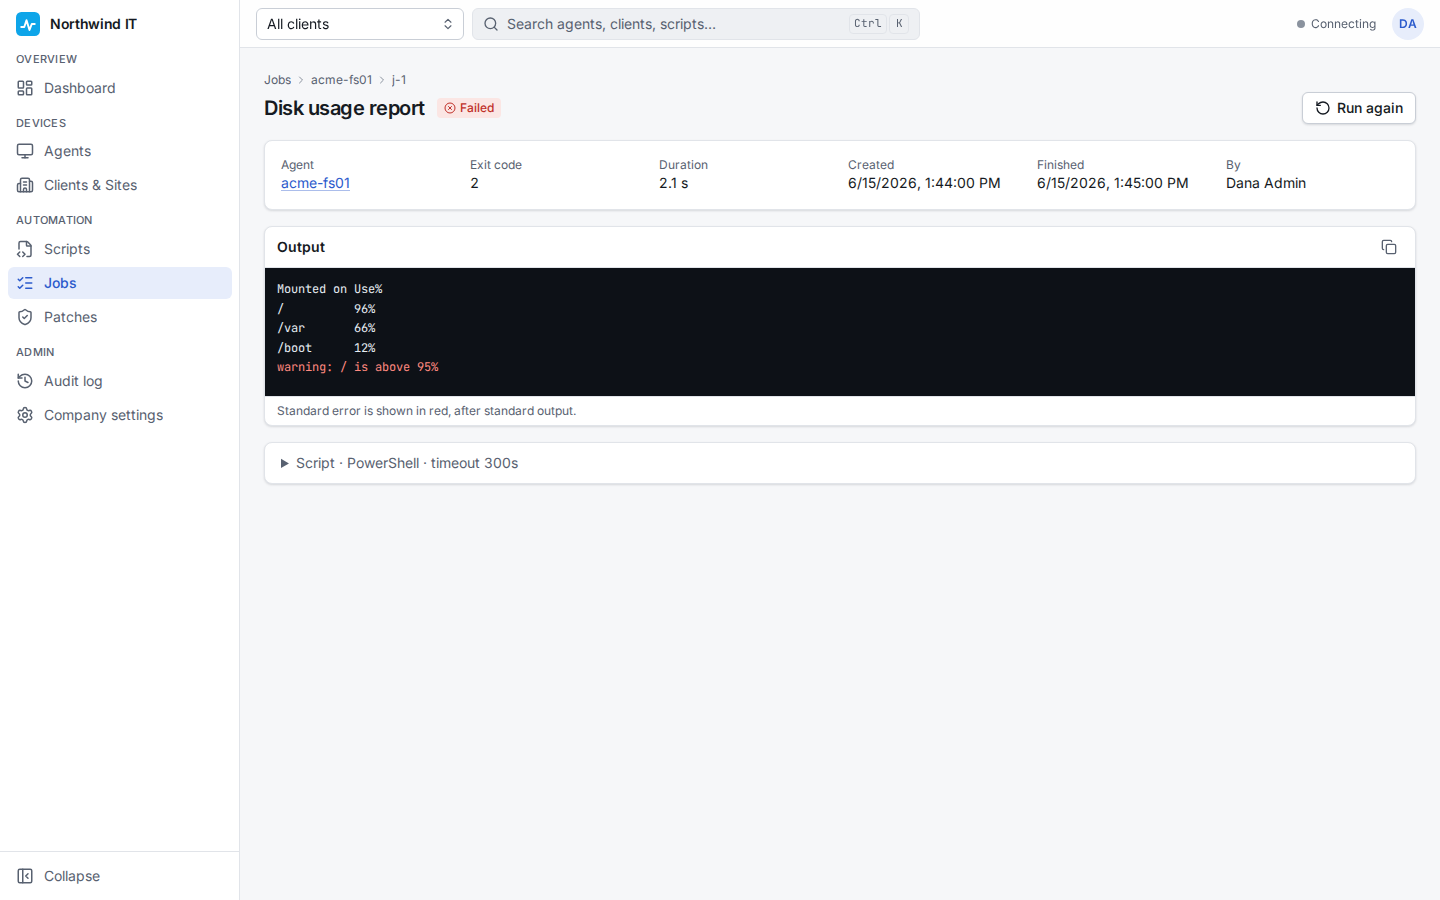 Northwind IT
All clients
Search agents, clients, scripts...
Ctrl K
Connecting
DA
OVERVIEW
Dashboard
DEVICES
Agents
Clients & Sites
AUTOMATION
Scripts
Jobs
Patches
ADMIN
Audit log
Company settings
Collapse
Jobs > acme-fs01 > j-1
Disk usage report
Failed
Run again
Agent Exit code Duration Created Finished By
acme-fs01 2 2.1 s 6/15/2026, 1:44:00 PM 6/15/2026, 1:45:00 PM Dana Admin
Output
Mounted on Use%
/ 96%
/var 66%
/boot 12%
warning: / is above 95%
Standard error is shown in red, after standard output.
Script · PowerShell · timeout 300s